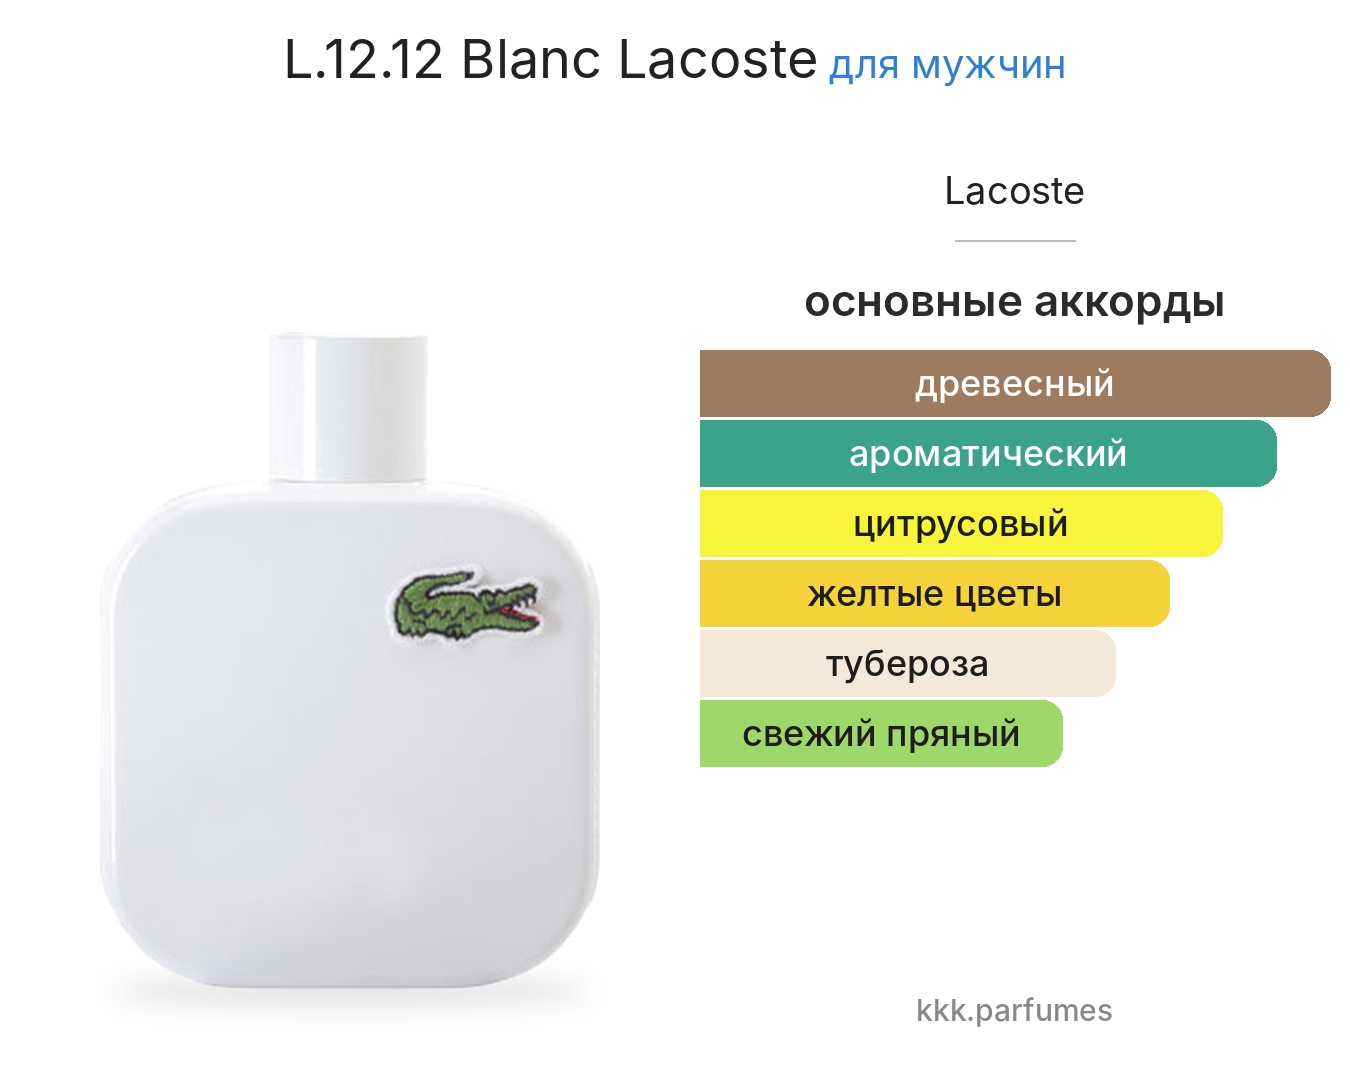 L.12.12 Blanc Lacoste для мужчин
Lacoste
основные аккорды
древесный
ароматический
цитрусовый
желтые цветы
тубероза
свежий пряный
kkk.parfumes